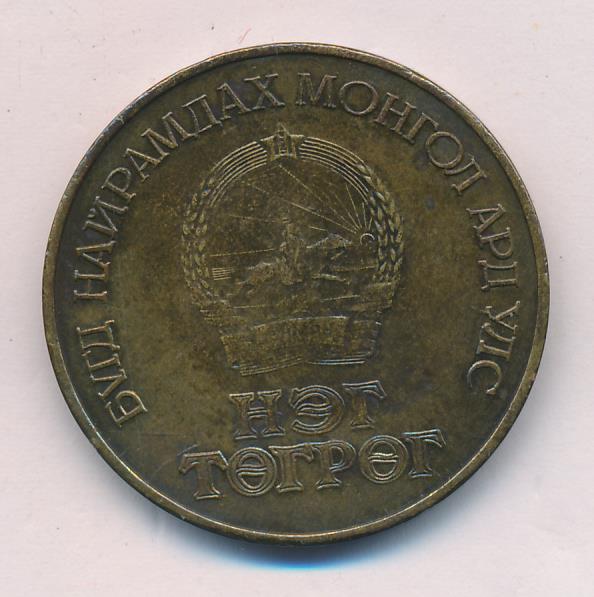 БҮГД НАЙРАМДАХ МОНГОЛ АРД УЛС
НЭГ
ТӨГРӨГ